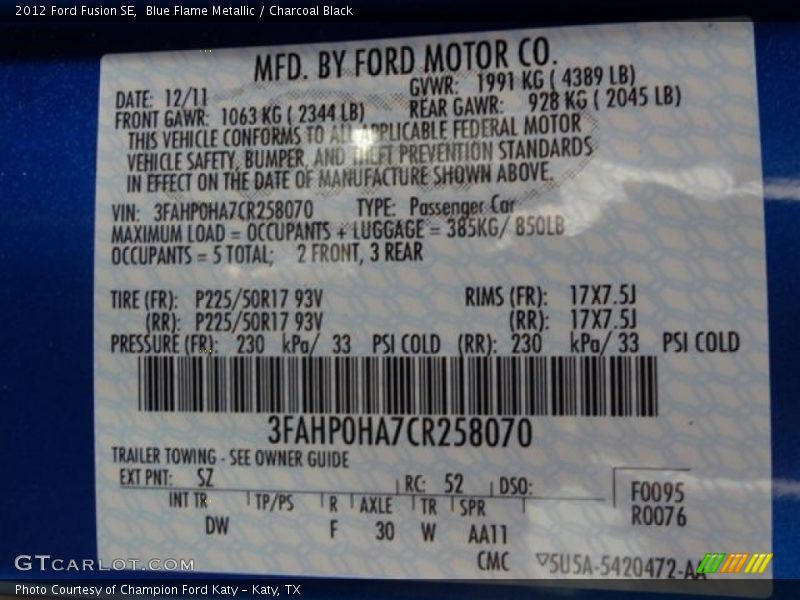 2012 Ford Fusion SE, Blue Flame Metallic / Charcoal Black
MFD. BY FORD MOTOR CO.
DATE: 12/11 GVWR: 1991 KG ( 4389 LB)
FRONT GAWR: 1063 KG ( 2344 LB) REAR GAWR: 928 KG ( 2045 LB)
THIS VEHICLE CONFORMS TO ALL APPLICABLE FEDERAL MOTOR
VEHICLE SAFETY, BUMPER, AND THEFT PREVENTION STANDARDS
IN EFFECT ON THE DATE OF MANUFACTURE SHOWN ABOVE.
VIN: 3FAHP0HA7CR258070 TYPE: Passenger Car
MAXIMUM LOAD = OCCUPANTS + LUGGAGE = 385KG/ 850LB
OCCUPANTS = 5 TOTAL; 2 FRONT, 3 REAR
TIRE (FR): P225/50R17 93V RIMS (FR): 17X7.5J
(RR): P225/50R17 93V (RR): 17X7.5J
PRESSURE (FR): 230 kPa/ 33 PSI COLD (RR): 230 kPa/ 33 PSI COLD
3FAHP0HA7CR258070
TRAILER TOWING - SEE OWNER GUIDE
EXT PNT: SZ RC: 52 DSO: F0095
INT TR TP/PS R AXLE TR SPR R0076
DW F 30 W AA11
CMC 5U5A-5420472-AA
GTCARLOT.COM
Photo Courtesy of Champion Ford Katy - Katy, TX